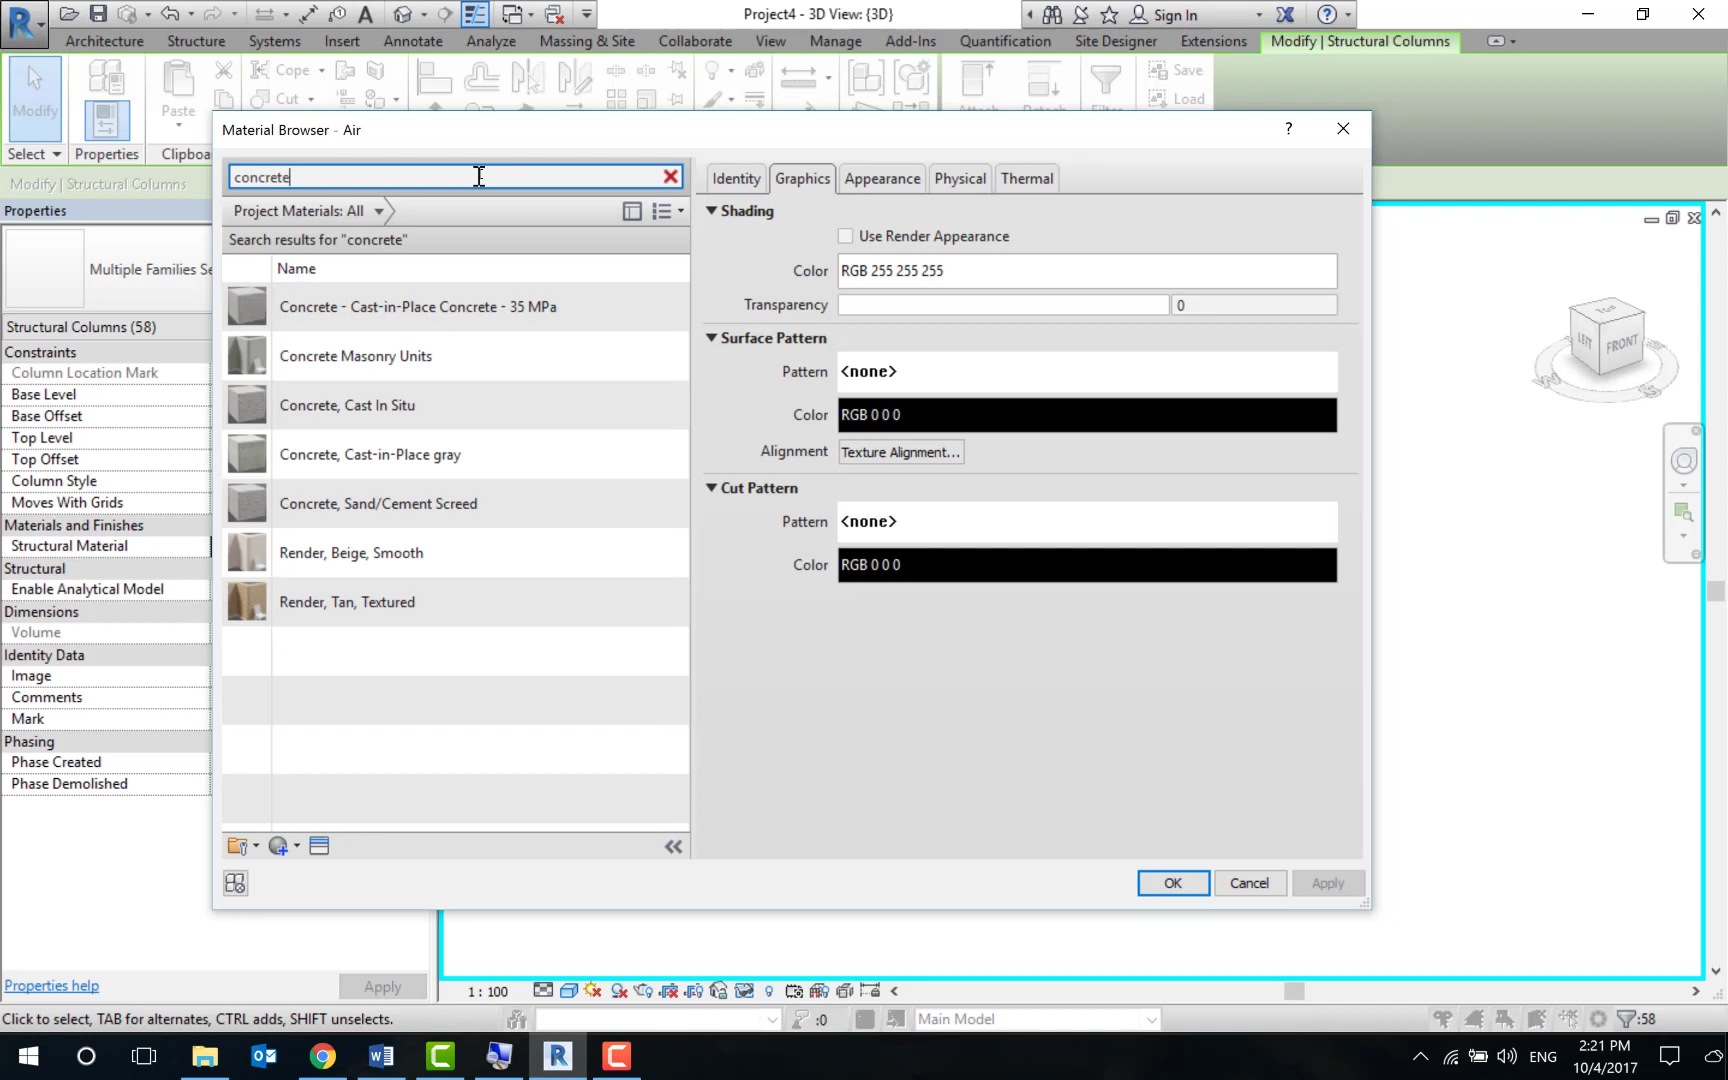 Project4 - 3D View: {3D}
Sign In
Architecture Structure Systems Insert Annotate Analyze Massing & Site Collaborate View Manage Add-Ins Quantification Site Designer Extensions Modify | Structural Columns
Modify
Paste
Cope
Cut
Save
Load
Select Properties Clipboa
Modify | Structural Columns
Properties
Multiple Families Se
Structural Columns (58)
Constraints
Column Location Mark
Base Level
Base Offset
Top Level
Top Offset
Column Style
Moves With Grids
Materials and Finishes
Structural Material
Structural
Enable Analytical Model
Dimensions
Volume
Identity Data
Image
Comments
Mark
Phasing
Phase Created
Phase Demolished
Properties help
Apply
Material Browser - Air
concrete
Project Materials: All
Search results for "concrete"
Name
Concrete - Cast-in-Place Concrete - 35 MPa
Concrete Masonry Units
Concrete, Cast In Situ
Concrete, Cast-in-Place gray
Concrete, Sand/Cement Screed
Render, Beige, Smooth
Render, Tan, Textured
Identity Graphics Appearance Physical Thermal
Shading
Use Render Appearance
Color RGB 255 255 255
Transparency 0
Surface Pattern
Pattern <none>
Color RGB 0 0 0
Alignment Texture Alignment...
Cut Pattern
Pattern <none>
Color RGB 0 0 0
OK Cancel Apply
TOP
LEFT FRONT
W S
1 : 100
Click to select, TAB for alternates, CTRL adds, SHIFT unselects.
:0
Main Model
:58
ENG
2:21 PM
10/4/2017